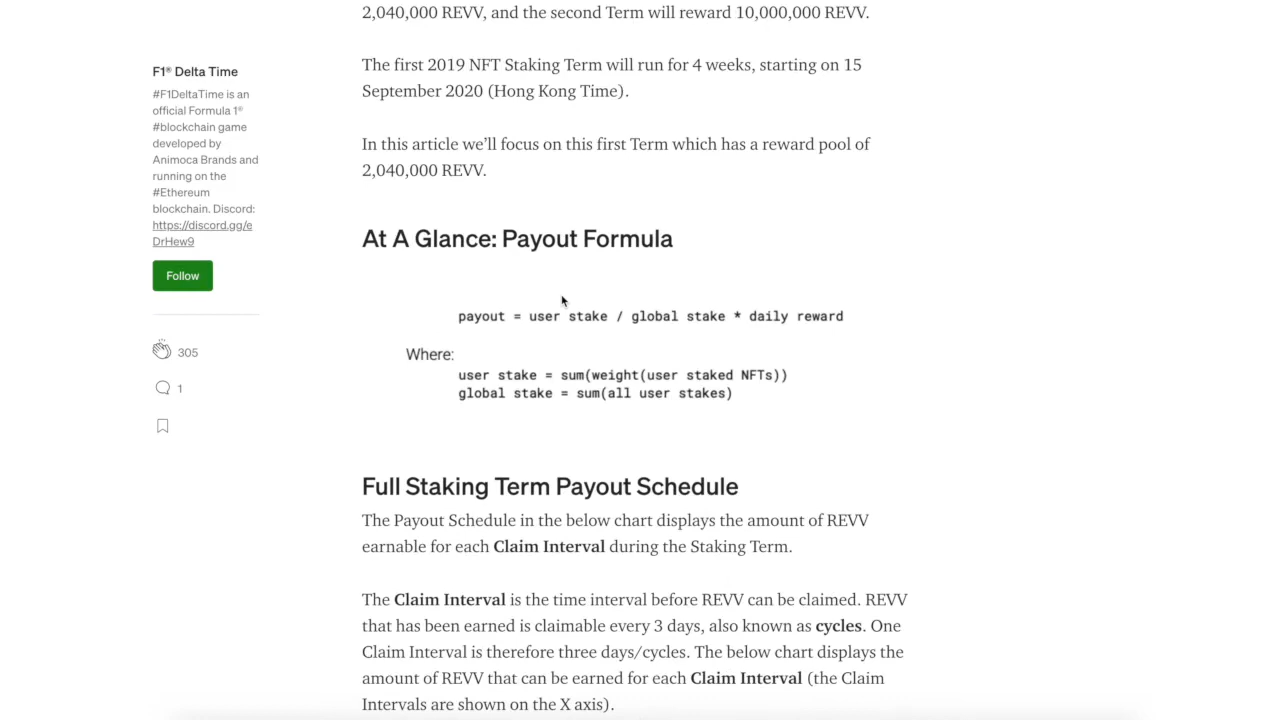 2,040,000 REVV, and the second Term will reward 10,000,000 REVV.
The first 2019 NFT Staking Term will run for 4 weeks, starting on 15
September 2020 (Hong Kong Time).
In this article we'll focus on this first Term which has a reward pool of
2,040,000 REVV.
F1® Delta Time
#F1DeltaTime is an
official Formula 1®
#blockchain game
developed by
Animoca Brands and
running on the
#Ethereum
blockchain. Discord:
https://discord.gg/e
DrHew9
Follow
305
1
At A Glance: Payout Formula
payout = user stake / global stake * daily reward
Where:
user stake = sum(weight(user staked NFTs))
global stake = sum(all user stakes)
Full Staking Term Payout Schedule
The Payout Schedule in the below chart displays the amount of REVV
earnable for each Claim Interval during the Staking Term.
The Claim Interval is the time interval before REVV can be claimed. REVV
that has been earned is claimable every 3 days, also known as cycles. One
Claim Interval is therefore three days/cycles. The below chart displays the
amount of REVV that can be earned for each Claim Interval (the Claim
Intervals are shown on the X axis).